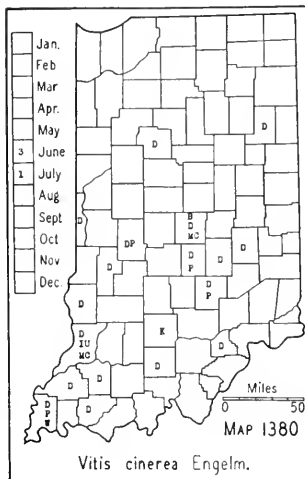 Jan.
Feb
Mar
Apr.
May
3 June
1 July
Aug
Sept
Oct
Nov
Dec.
D
D
D
B
D
MC
DP
D
P
D
D
D
D
P
D
D
IU
MC
K
D
D
D
D
D
P
W
D
Miles
0 50
MAP 1380
Vitis cinerea Engelm.